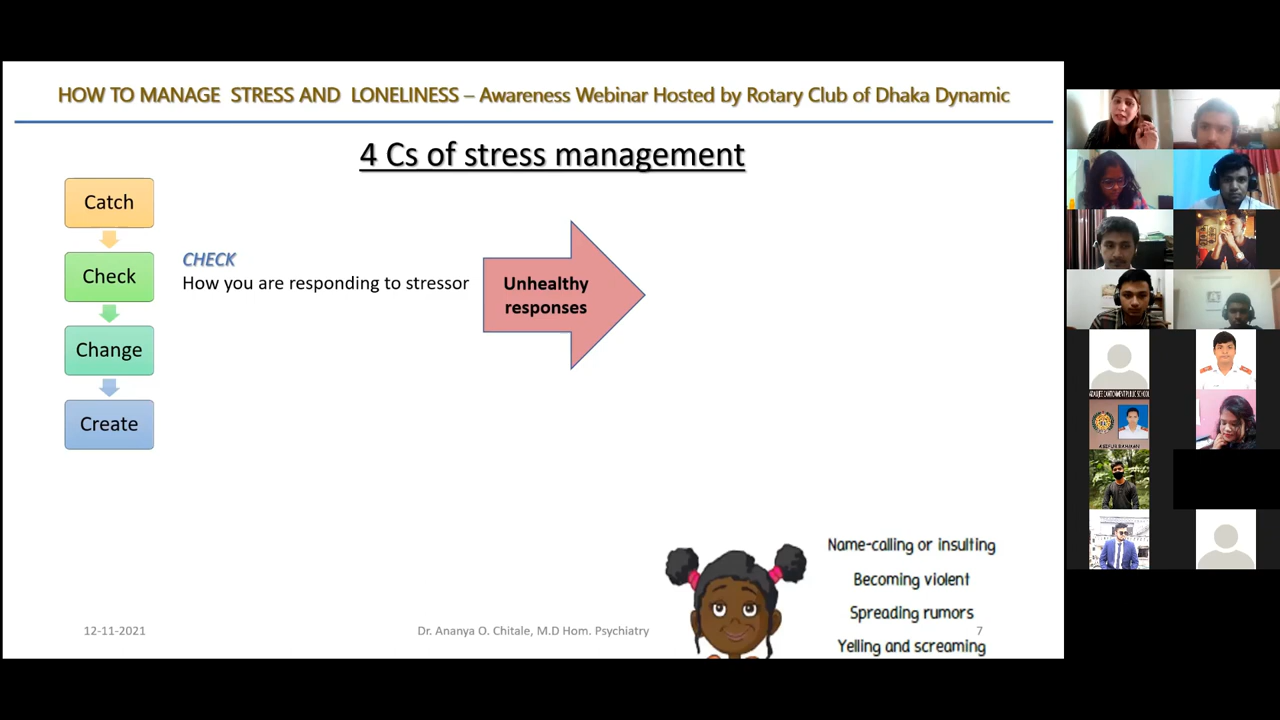 HOW TO MANAGE STRESS AND LONELINESS – Awareness Webinar Hosted by Rotary Club of Dhaka Dynamic
4 Cs of stress management
Catch
Check
Change
Create
CHECK
How you are responding to stressor
Unhealthy
responses
Name-calling or insulting
Becoming violent
Spreading rumors
Yelling and screaming
12-11-2021
Dr. Ananya O. Chitale, M.D Hom. Psychiatry
7